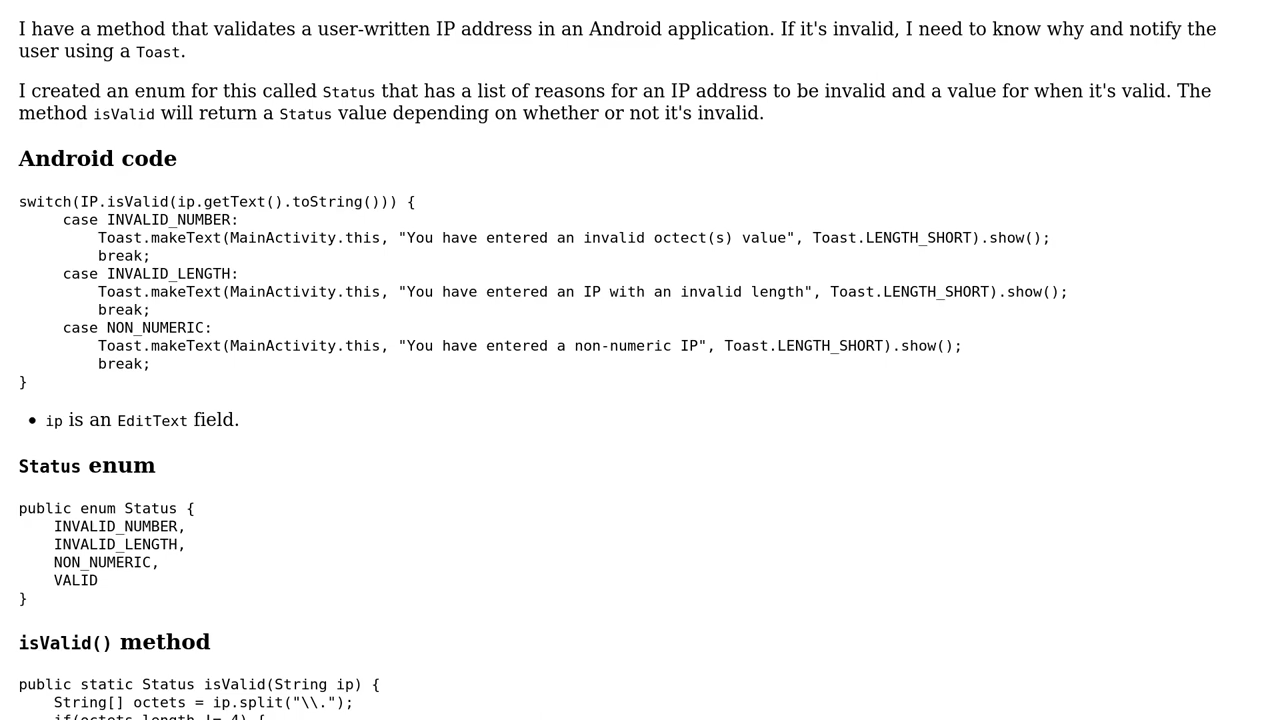 I have a method that validates a user-written IP address in an Android application. If it's invalid, I need to know why and notify the
user using a Toast.
I created an enum for this called Status that has a list of reasons for an IP address to be invalid and a value for when it's valid. The
method isValid will return a Status value depending on whether or not it's invalid.
Android code
switch(IP.isValid(ip.getText().toString())) {
     case INVALID_NUMBER:
         Toast.makeText(MainActivity.this, "You have entered an invalid octect(s) value", Toast.LENGTH_SHORT).show();
         break;
     case INVALID_LENGTH:
         Toast.makeText(MainActivity.this, "You have entered an IP with an invalid length", Toast.LENGTH_SHORT).show();
         break;
     case NON_NUMERIC:
         Toast.makeText(MainActivity.this, "You have entered a non-numeric IP", Toast.LENGTH_SHORT).show();
         break;
}
• ip is an EditText field.
Status enum
public enum Status {
    INVALID_NUMBER,
    INVALID_LENGTH,
    NON_NUMERIC,
    VALID
}
isValid() method
public static Status isValid(String ip) {
    String[] octets = ip.split("\\.");
    if(octets.length != 4) {